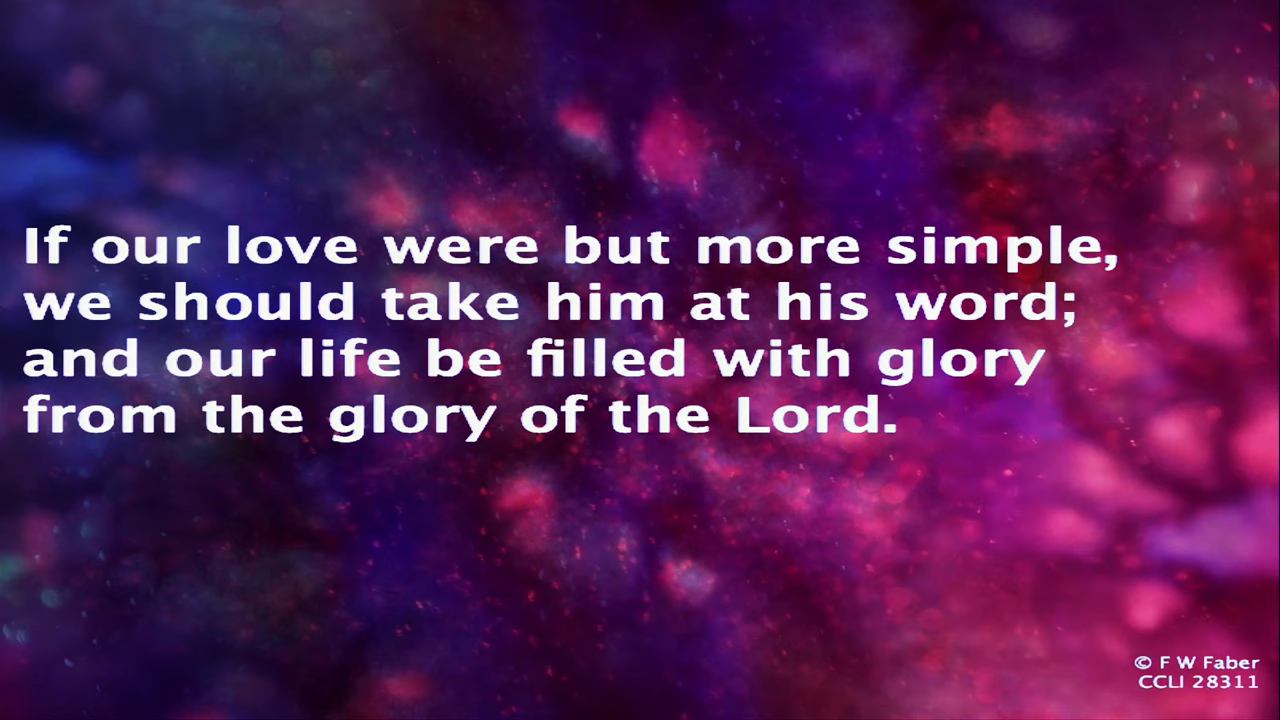 If our love were but more simple,
we should take him at his word;
and our life be filled with glory
from the glory of the Lord.
© F W Faber
CCLI 28311